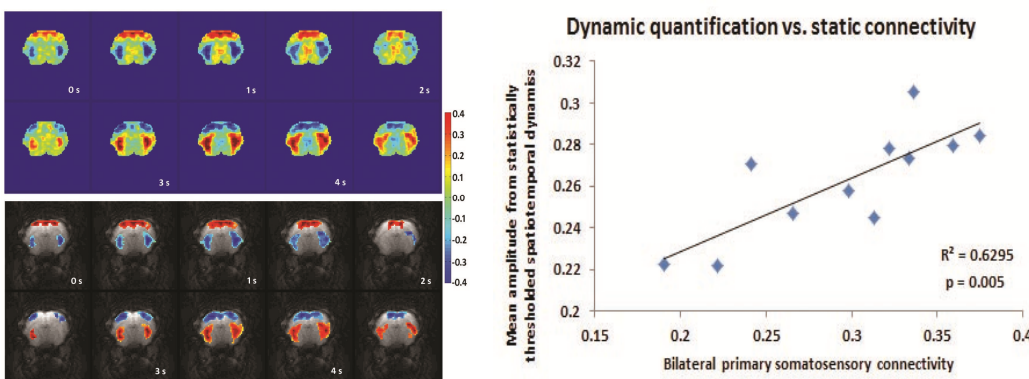 0 s
1 s
2 s
3 s
4 s
0.4
0.3
0.2
0.1
0
-0.1
-0.2
-0.3
-0.4
0 s
1 s
2 s
3 s
4 s
Dynamic quantification vs. static connectivity
Mean amplitude from statistically
thresholded spatiotemporal dynamiss
0.32
0.3
0.28
0.26
0.24
0.22
0.2
R² = 0.6295
p = 0.005
0.15
0.2
0.25
0.3
0.35
0.4
Bilateral primary somatosensory connectivity